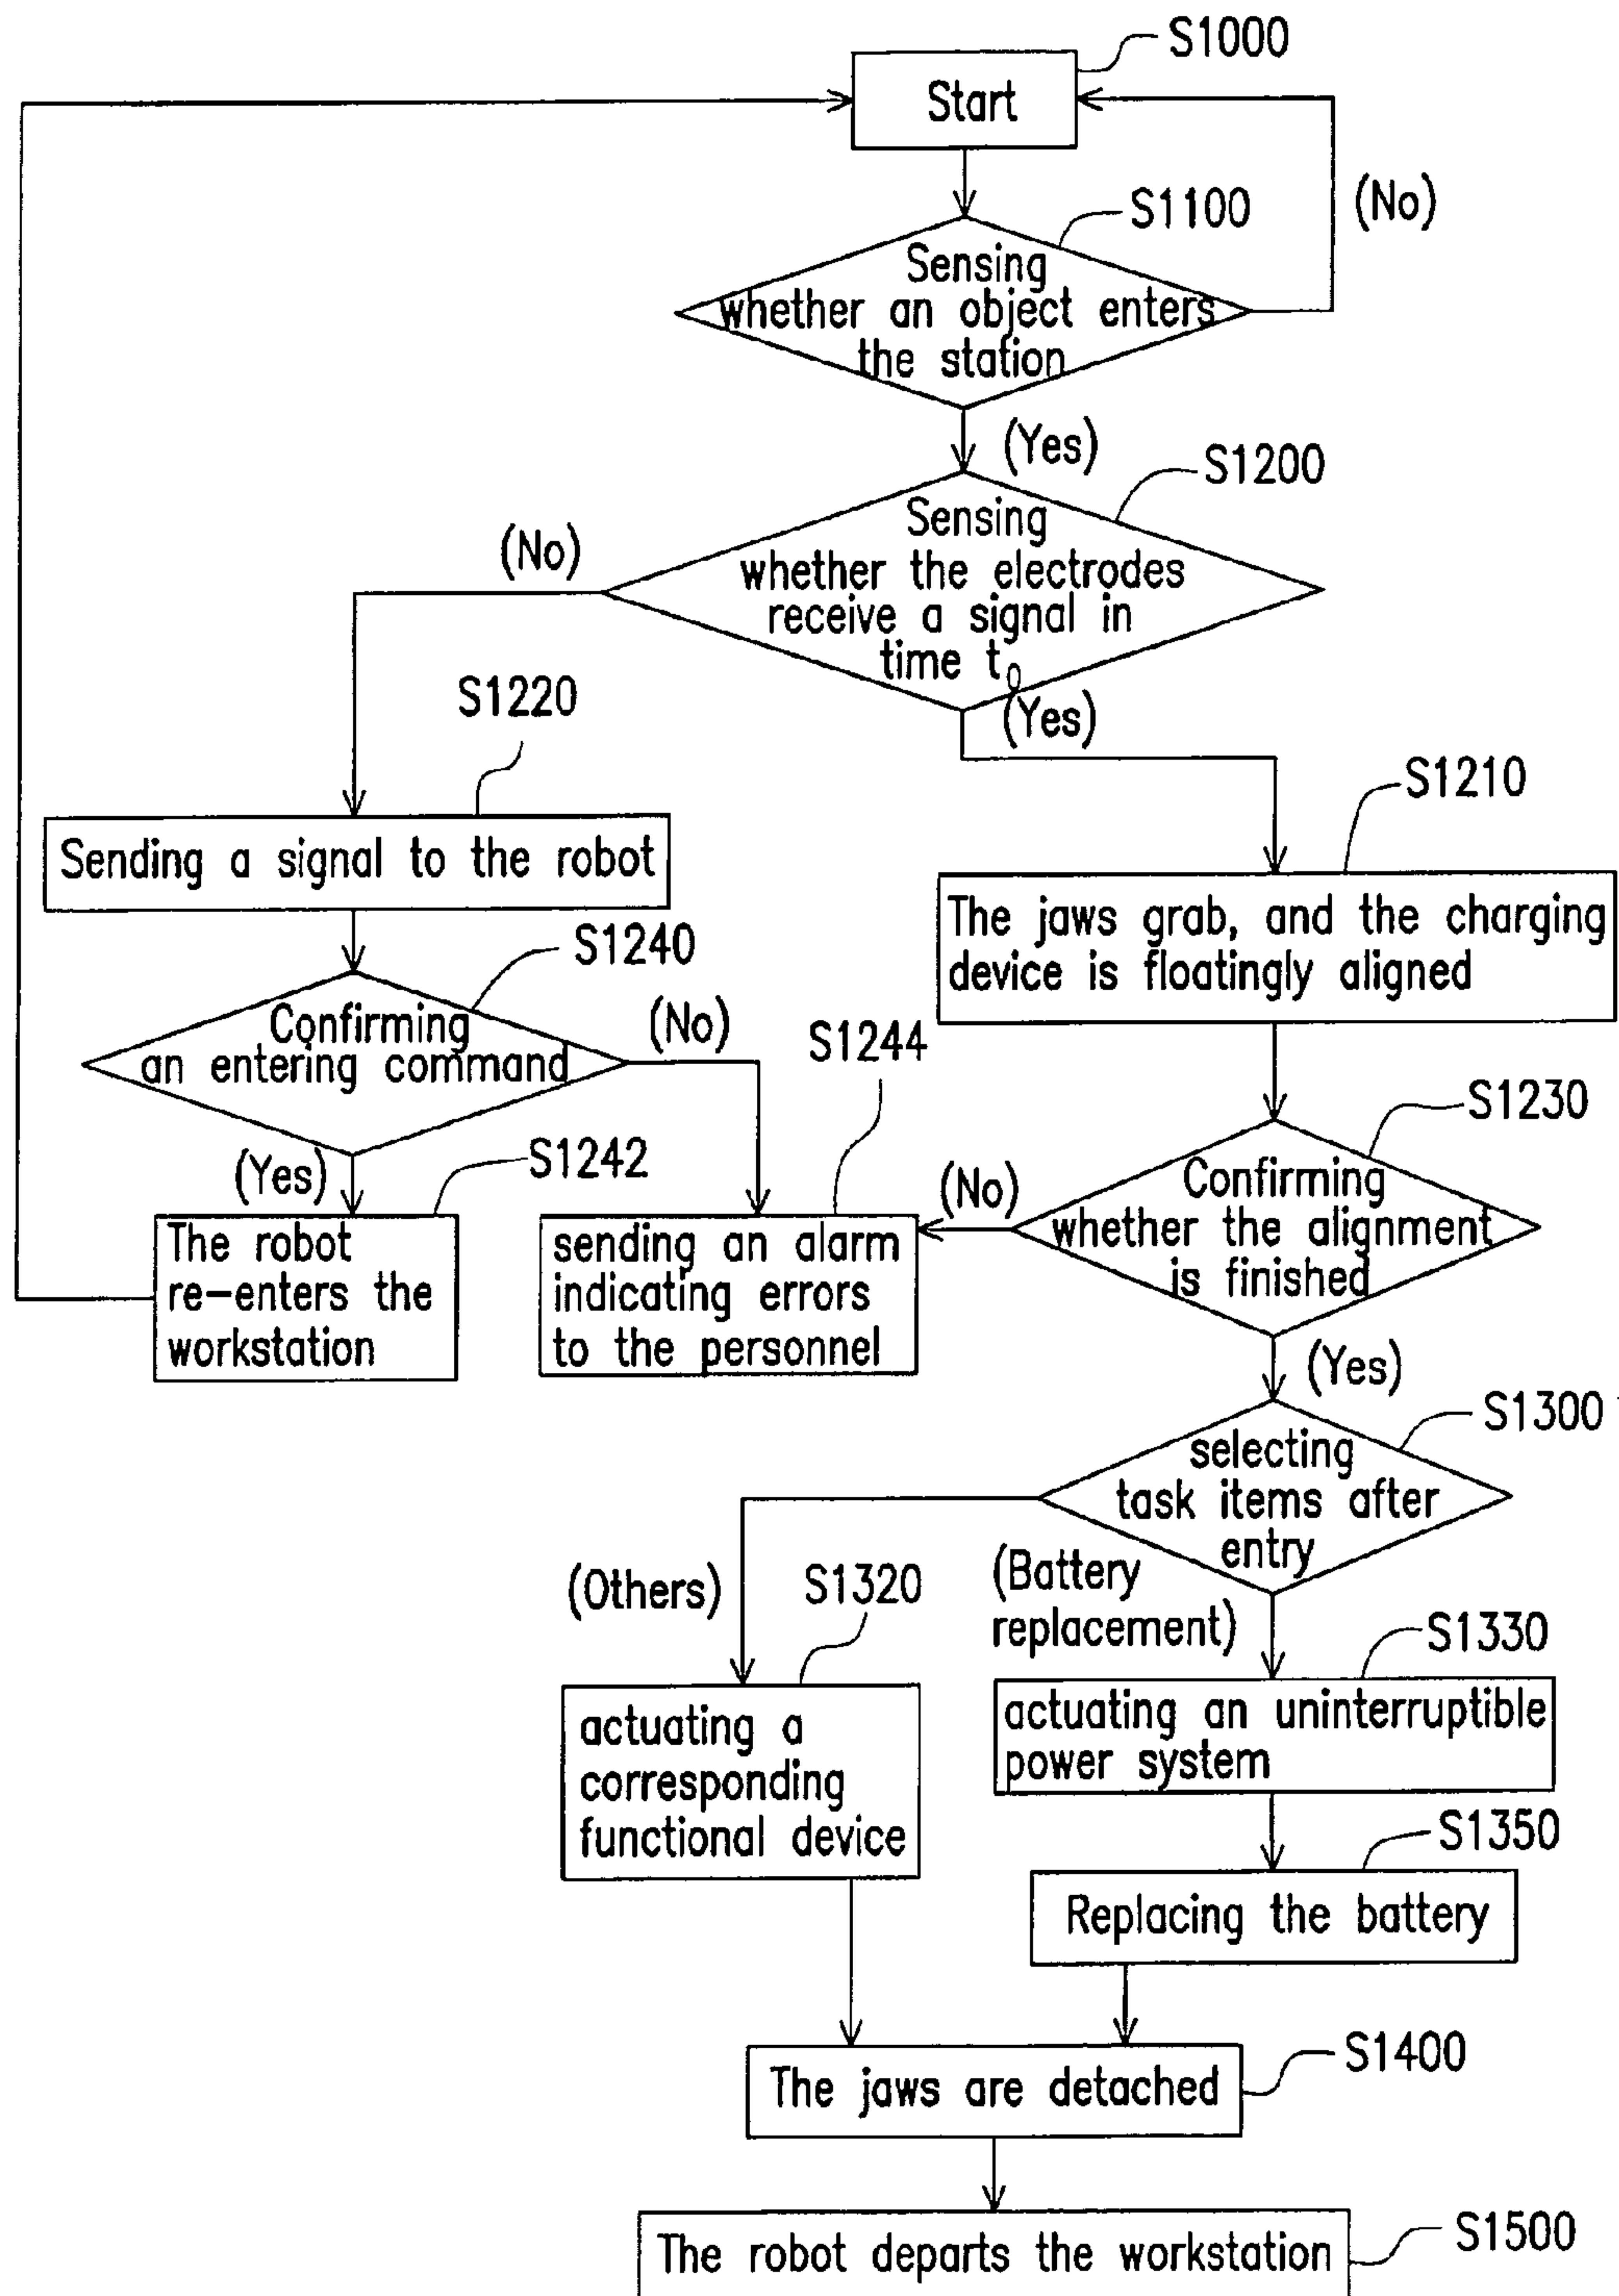 S1000
Start
(No)
S1100
Sensing
whether an object enters
the station
(Yes)
S1200
Sensing
whether the electrodes
receive a signal in
time t0
(No)
(Yes)
S1220
Sending a signal to the robot
S1210
The jaws grab, and the charging
device is floatingly aligned
S1240
Confirming
an entering command
(No)
S1244
(Yes)
S1242
The robot
re-enters the
workstation
sending an alarm
indicating errors
to the personnel
(No)
S1230
Confirming
whether the alignment
is finished
(Yes)
S1300
selecting
task items after
entry
(Others)
S1320
(Battery
replacement)
S1330
actuating a
corresponding
functional device
actuating an uninterruptible
power system
S1350
Replacing the battery
S1400
The jaws are detached
S1500
The robot departs the workstation